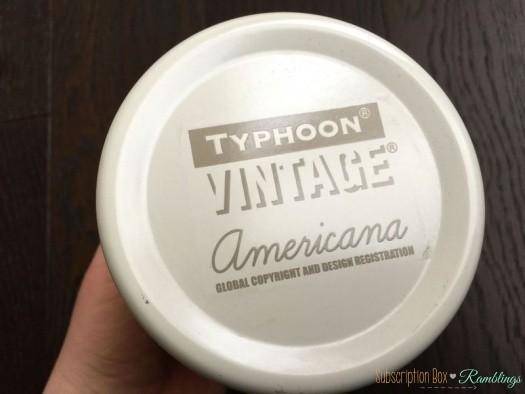 TYPHOON®
VINTAGE®
Americana
GLOBAL COPYRIGHT AND DESIGN REGISTRATION
Subscription Box ♥ Ramblings